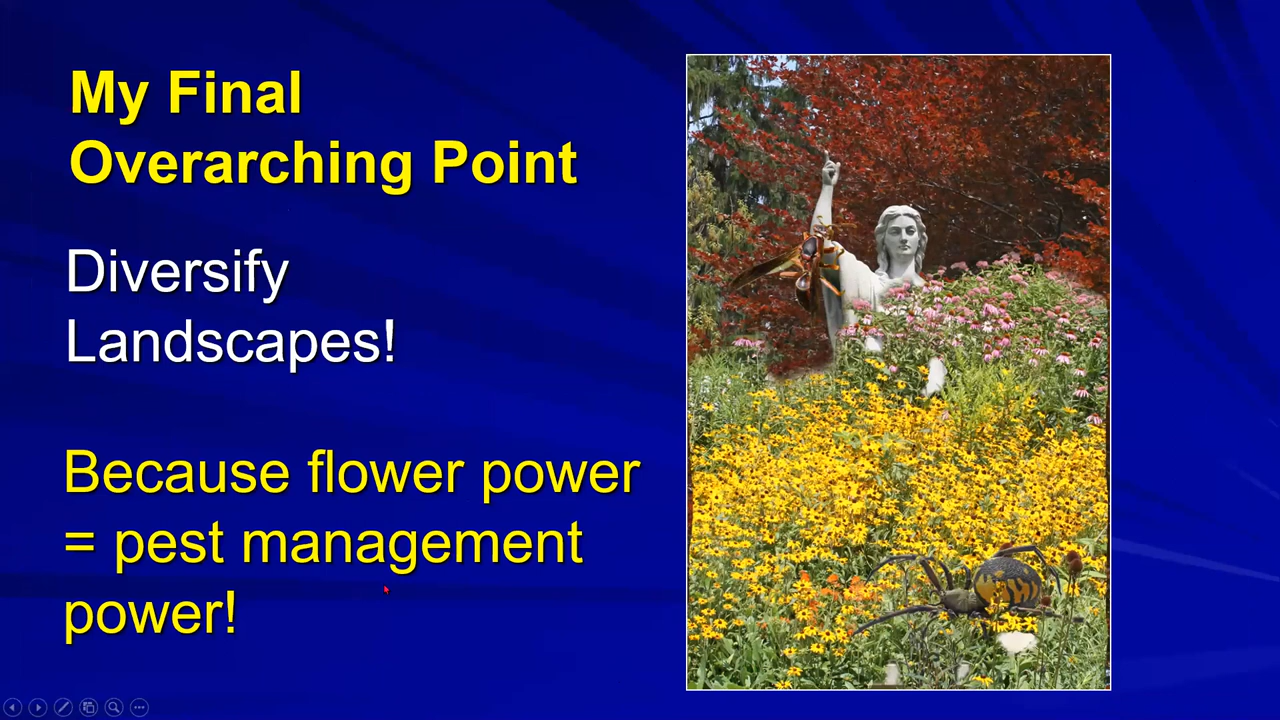 My Final
Overarching Point
Diversify
Landscapes!
Because flower power
= pest management
power!